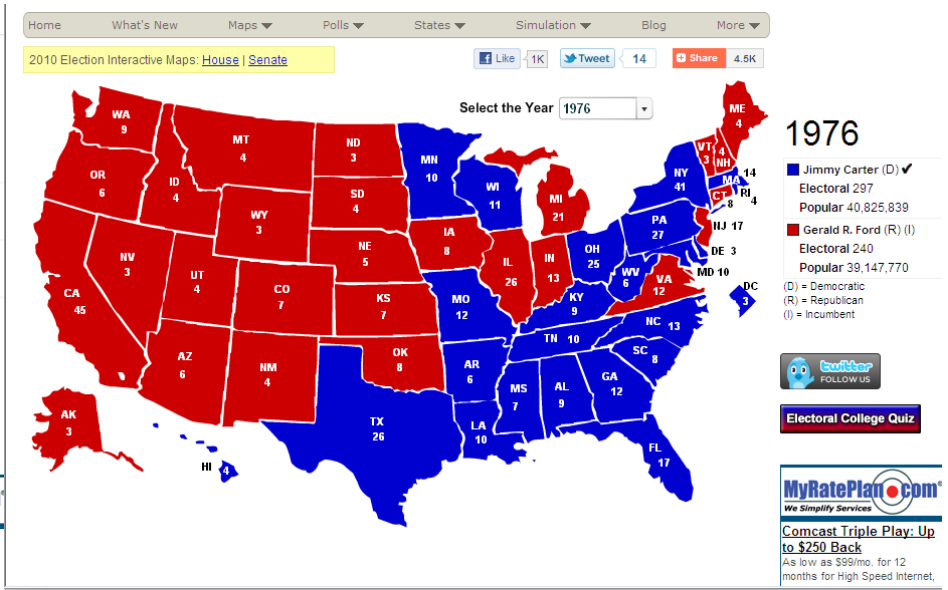 Home What's New Maps Polls States Simulation Blog More
2010 Election Interactive Maps: House | Senate
Like 1K Tweet 14 Share 4.5K
Select the Year 1976
1976
Jimmy Carter (D) ✔
Electoral 297
Popular 40,825,839
Gerald R. Ford (R) (I)
Electoral 240
Popular 39,147,770
(D) = Democratic
(R) = Republican
(I) = Incumbent
WA
9
OR
6
CA
45
NV
3
ID
4
MT
4
WY
3
UT
4
AZ
6
CO
7
NM
4
ND
3
SD
4
NE
5
KS
7
OK
8
TX
26
MN
10
IA
8
MO
12
AR
6
LA
10
WI
11
IL
26
MI
21
IN
13
OH
25
KY
9
TN 10
MS
7
AL
9
GA
12
FL
17
SC
8
NC 13
VA
12
WV
6
PA
27
NY
41
VT
3
4
NH
ME
4
MA
14
RI
4
CT
8
NJ 17
DE 3
MD 10
DC
3
AK
3
HI 4
twitter
FOLLOW US
Electoral College Quiz
MyRatePlan.com®
We Simplify Services
Comcast Triple Play: Up
to $250 Back
As low as $99/mo. for 12
months for High Speed Internet,